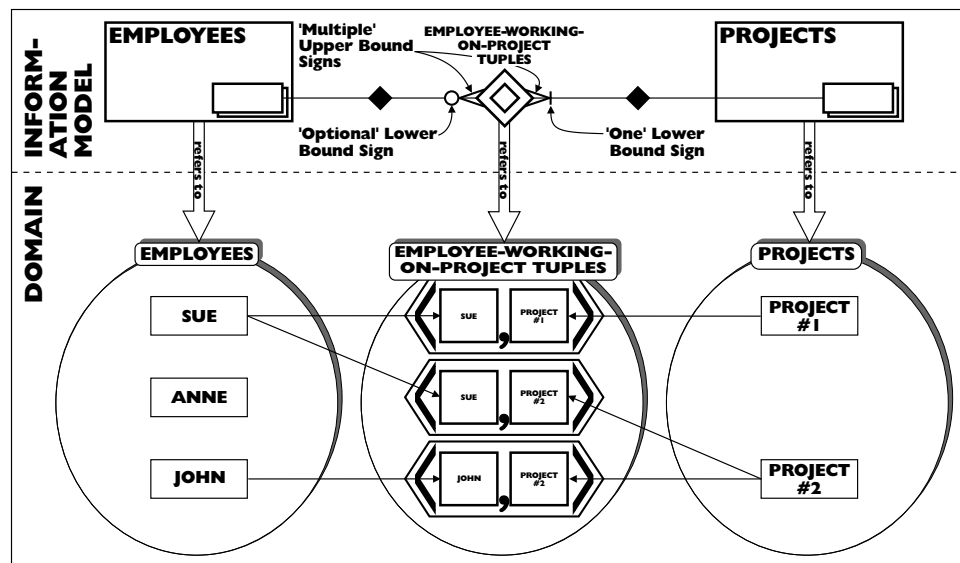 INFORM-
ATION
MODEL
EMPLOYEES
'Multiple'
Upper Bound
Signs
EMPLOYEE-WORKING-
ON-PROJECT
TUPLES
PROJECTS
'Optional' Lower
Bound Sign
'One' Lower
Bound Sign
refers to
refers to
refers to
DOMAIN
EMPLOYEES
EMPLOYEE-WORKING-
ON-PROJECT TUPLES
PROJECTS
SUE
SUE
,
PROJECT
#1
PROJECT
#1
ANNE
SUE
,
PROJECT
#2
JOHN
JOHN
,
PROJECT
#2
PROJECT
#2